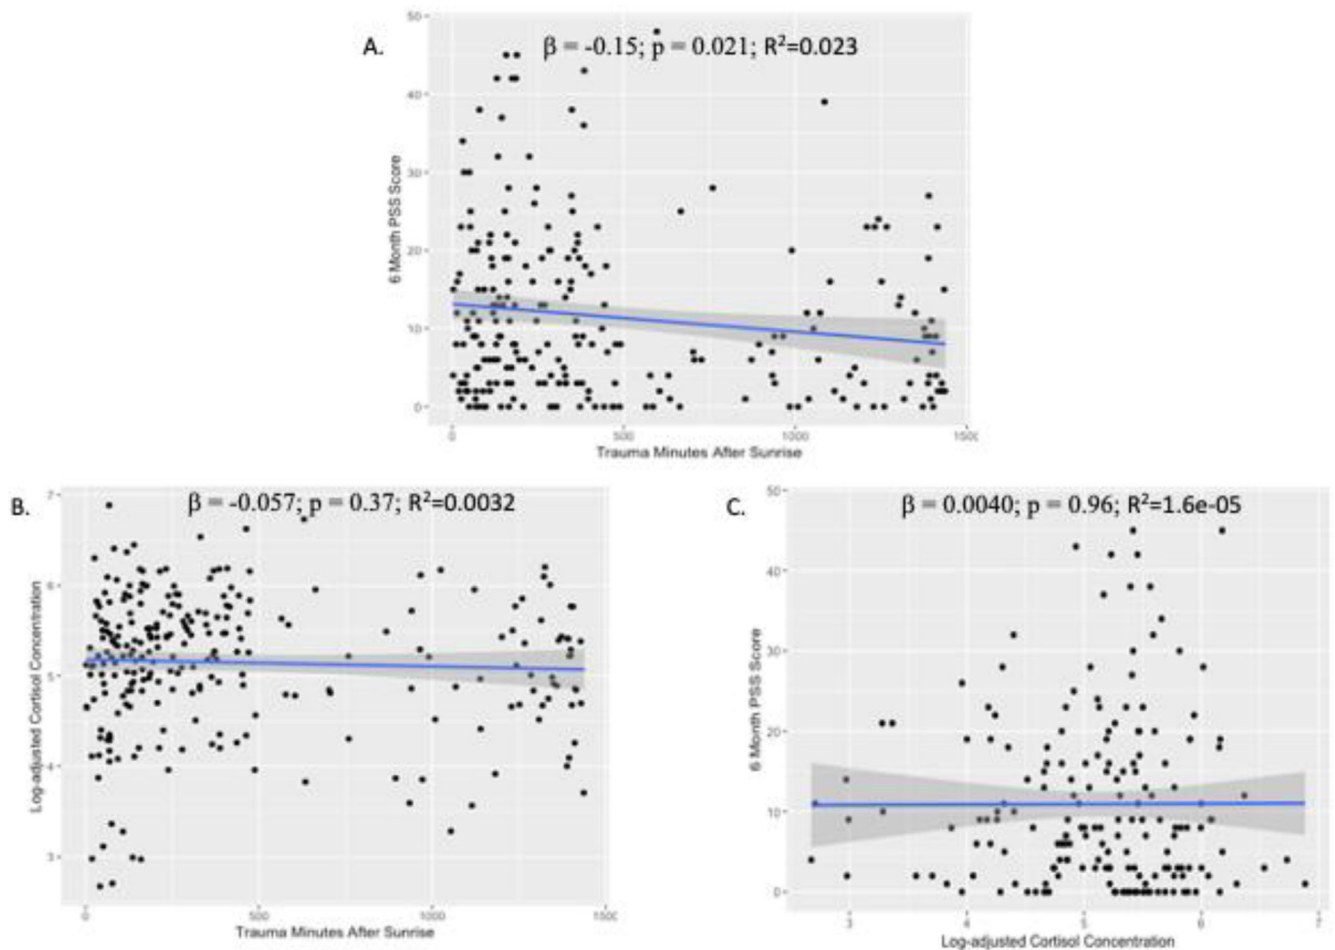 A.
β = -0.15; p = 0.021; R²=0.023
50
40
30
20
10
0
6 Month PSS Score
0 500 1000 1500
Trauma Minutes After Sunrise
B.
β = -0.057; p = 0.37; R²=0.0032
7
6
5
4
3
Log-adjusted Cortisol Concentration
0 500 1000 1500
Trauma Minutes After Sunrise
C.
β = 0.0040; p = 0.96; R²=1.6e-05
50
40
30
20
10
0
6 Month PSS Score
3 4 5 6 7
Log-adjusted Cortisol Concentration